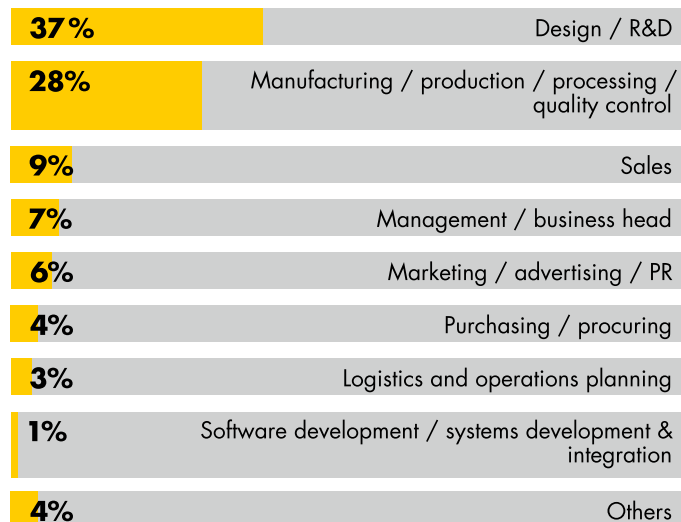 37% Design / R&D
28% Manufacturing / production / processing /
quality control
9% Sales
7% Management / business head
6% Marketing / advertising / PR
4% Purchasing / procuring
3% Logistics and operations planning
1% Software development / systems development &
integration
4% Others